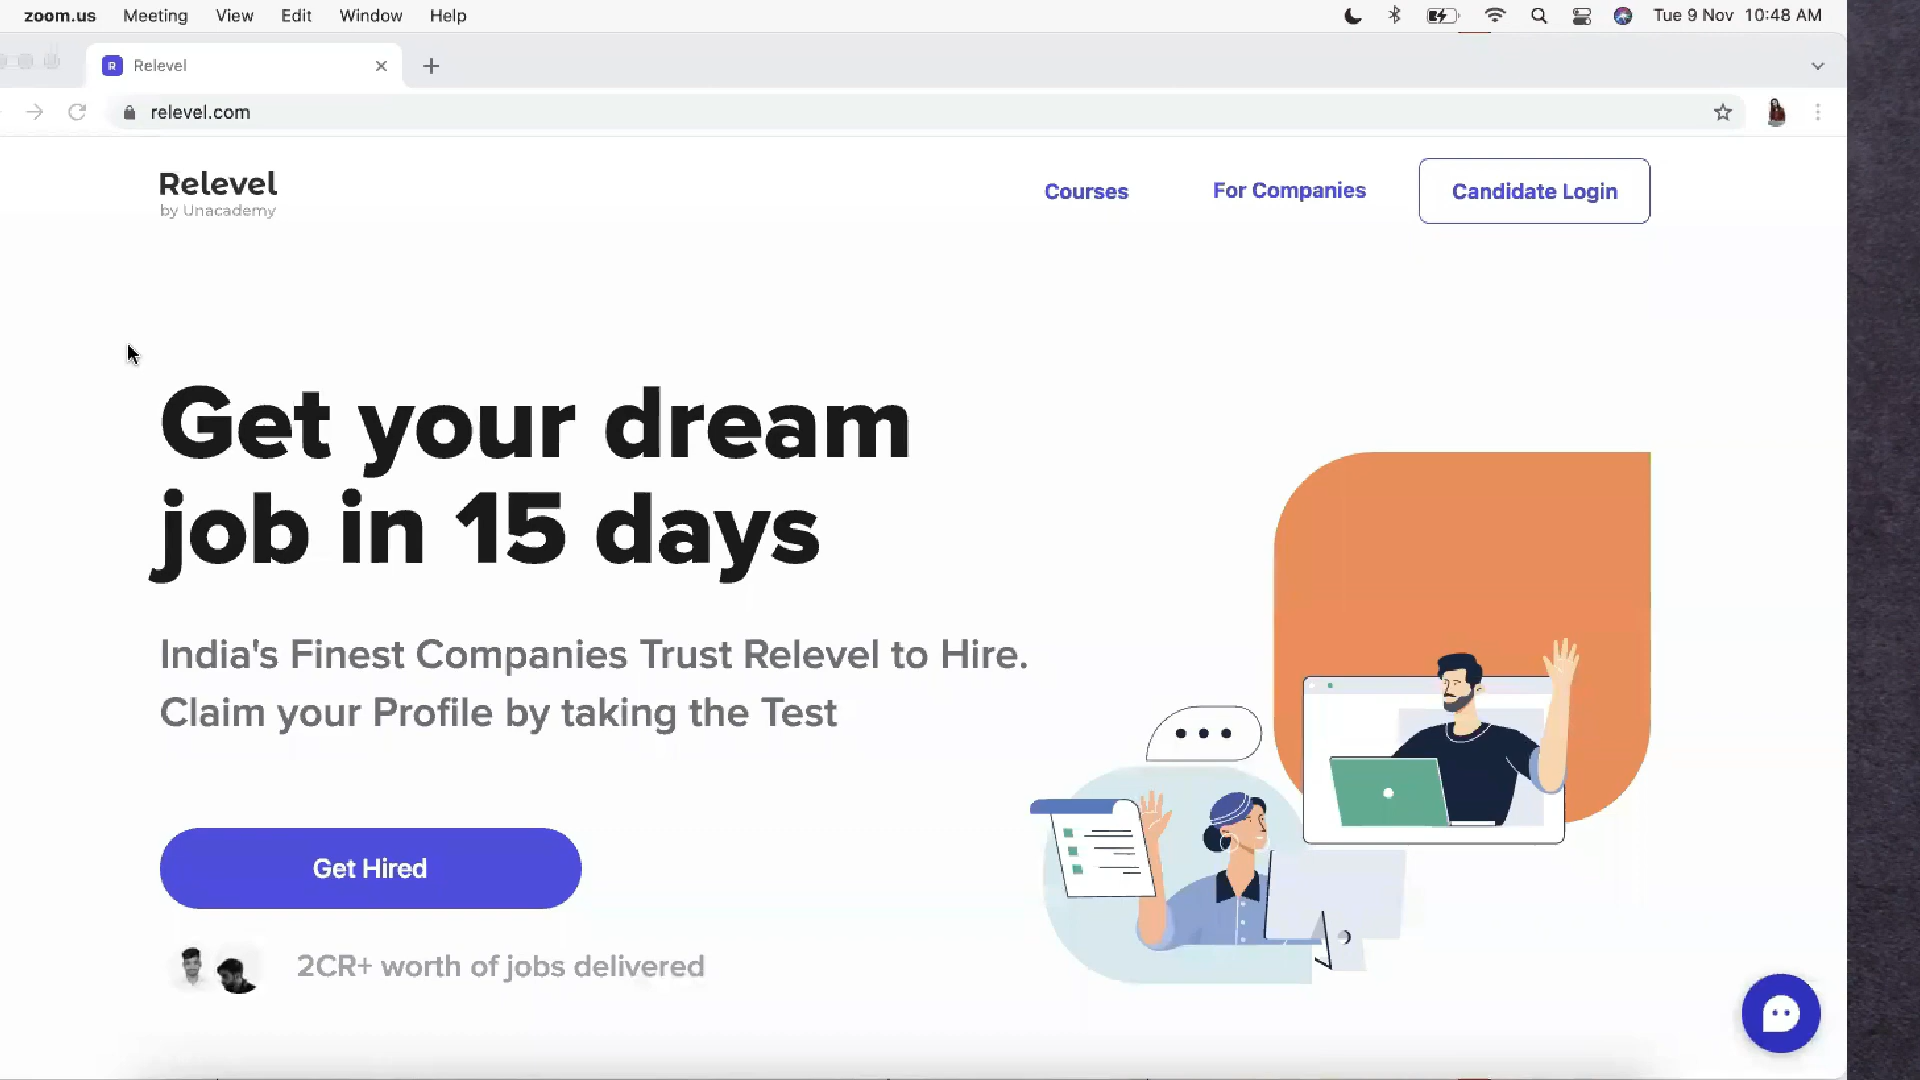 zoom.us Meeting View Edit Window Help Tue 9 Nov 10:48 AM
R Relevel
relevel.com
Relevel
by Unacademy
Courses For Companies Candidate Login
Get your dream
job in 15 days
India's Finest Companies Trust Relevel to Hire.
Claim your Profile by taking the Test
Get Hired
2CR+ worth of jobs delivered